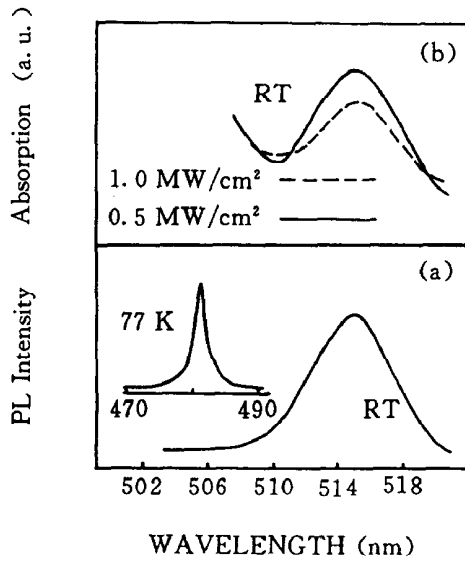 Absorption (a. u.)
(b)
RT
1.0 MW/cm²
0.5 MW/cm²
PL Intensity
(a)
77 K
470 490
RT
502 506 510 514 518
WAVELENGTH (nm)